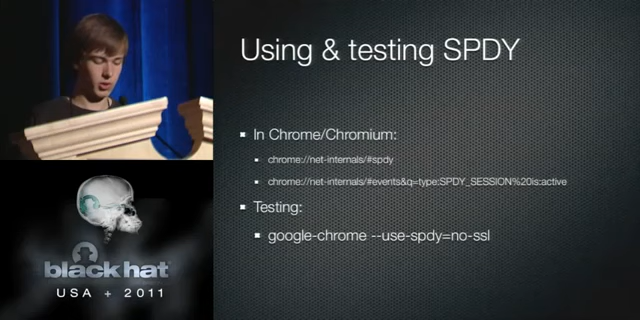 Using & testing SPDY
In Chrome/Chromium:
chrome://net-internals/#spdy
chrome://net-internals/#events&q=type:SPDY_SESSION%20is:active
Testing:
google-chrome --use-spdy=no-ssl
black hat
USA + 2011